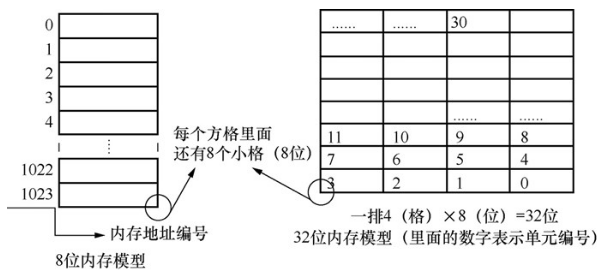 0
1
2
3
4
1022
1023
内存地址编号
8位内存模型
每个方格里面
还有8个小格（8位）
...... ...... 30
...... ......
11 10 9 8
7 6 5 4
3 2 1 0
一排4（格）×8（位）=32位
32位内存模型（里面的数字表示单元编号）